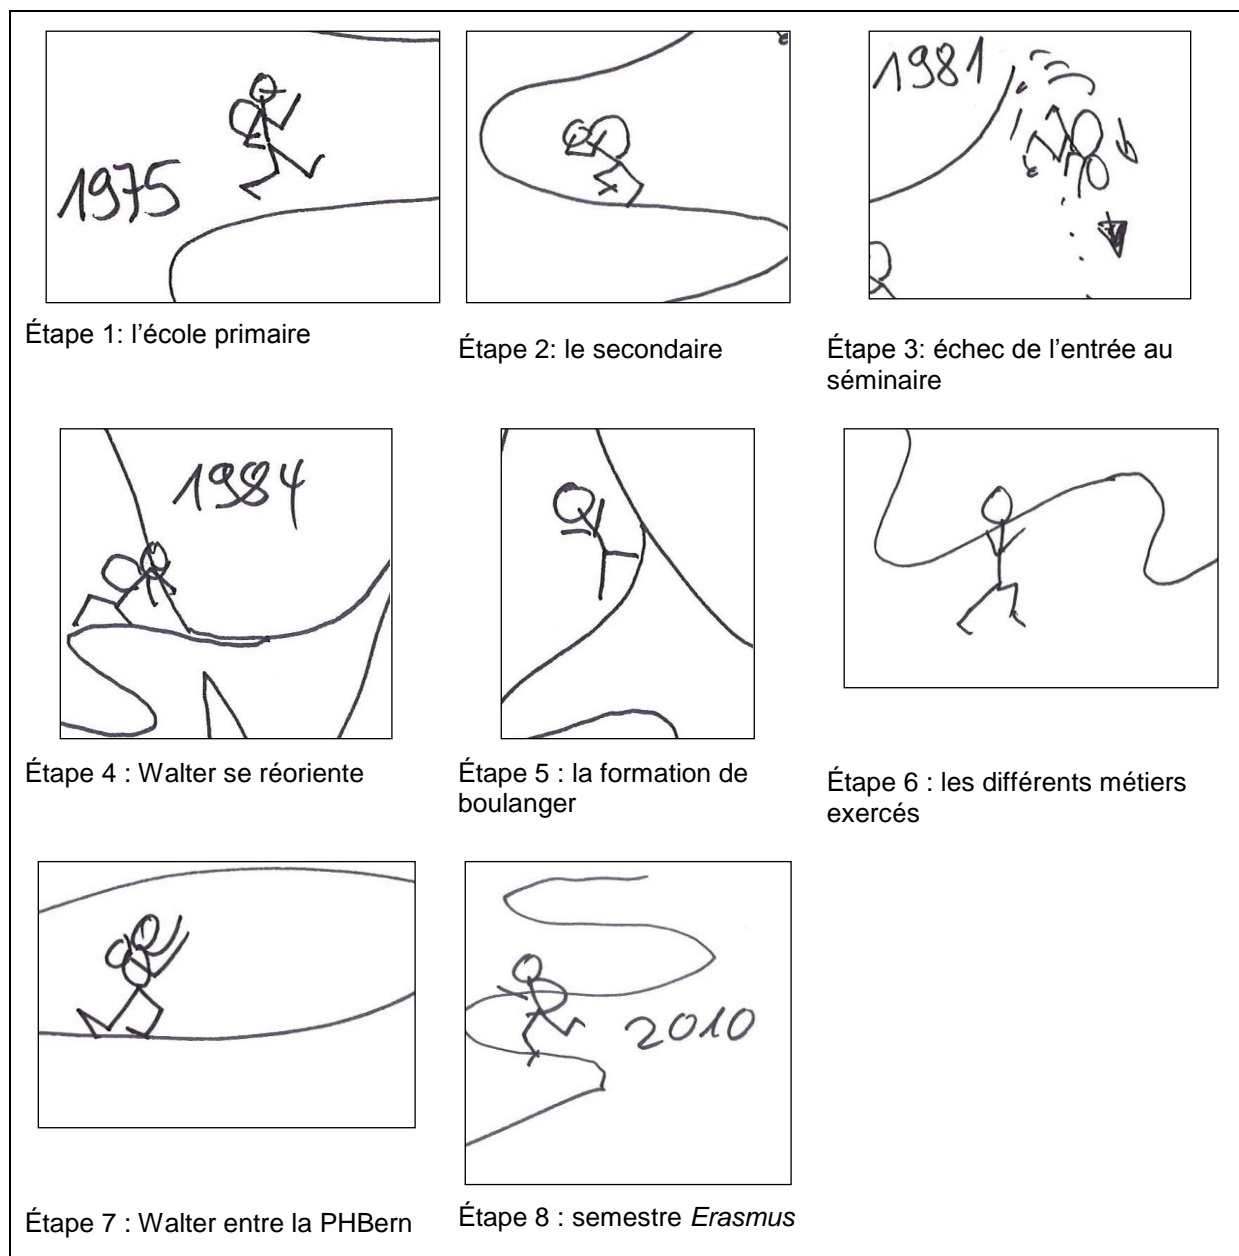 1975
1981
Étape 1: l'école primaire
Étape 2: le secondaire
Étape 3: échec de l'entrée au
séminaire
1984
Étape 4 : Walter se réoriente
Étape 5 : la formation de
boulanger
Étape 6 : les différents métiers
exercés
2010
Étape 7 : Walter entre la PHBern
Étape 8 : semestre Erasmus